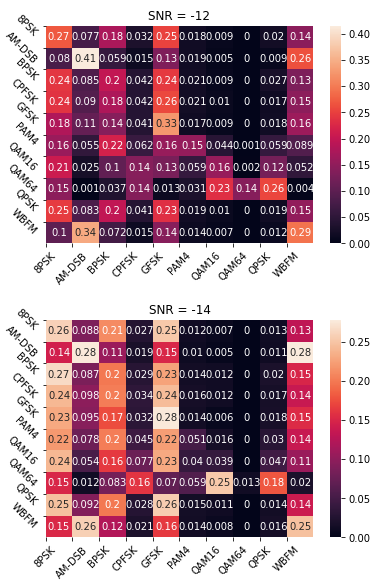 SNR = -12
8PSK 0.27 0.077 0.18 0.032 0.25 0.018 0.009 0 0.02 0.14
AM-DSB 0.08 0.41 0.059 0.015 0.13 0.019 0.005 0 0.009 0.26
BPSK 0.24 0.085 0.2 0.042 0.24 0.021 0.009 0 0.027 0.13
CPFSK 0.24 0.09 0.18 0.042 0.26 0.021 0.01 0 0.017 0.15
GFSK 0.18 0.11 0.14 0.041 0.33 0.017 0.009 0 0.018 0.16
PAM4 0.16 0.055 0.22 0.062 0.16 0.15 0.044 0.001 0.059 0.089
QAM16 0.21 0.025 0.1 0.14 0.13 0.059 0.16 0.002 0.12 0.052
QAM64 0.15 0.001 0.037 0.14 0.013 0.031 0.23 0.14 0.26 0.004
QPSK 0.25 0.083 0.2 0.041 0.23 0.019 0.01 0 0.019 0.15
WBFM 0.1 0.34 0.072 0.015 0.14 0.014 0.007 0 0.012 0.29
8PSK AM-DSB BPSK CPFSK GFSK PAM4 QAM16 QAM64 QPSK WBFM
0.40
0.35
0.30
0.25
0.20
0.15
0.10
0.05
0.00
SNR = -14
8PSK 0.26 0.088 0.21 0.027 0.25 0.012 0.007 0 0.013 0.13
AM-DSB 0.14 0.28 0.11 0.019 0.15 0.01 0.005 0 0.011 0.28
BPSK 0.27 0.087 0.2 0.029 0.23 0.014 0.012 0 0.02 0.14
CPFSK 0.24 0.098 0.2 0.034 0.24 0.016 0.012 0 0.017 0.14
GFSK 0.23 0.095 0.17 0.032 0.28 0.014 0.006 0 0.018 0.15
PAM4 0.22 0.078 0.2 0.045 0.22 0.051 0.016 0 0.03 0.14
QAM16 0.24 0.054 0.16 0.077 0.23 0.04 0.039 0 0.047 0.11
QAM64 0.15 0.012 0.083 0.16 0.07 0.059 0.25 0.013 0.18 0.02
QPSK 0.25 0.092 0.2 0.028 0.25 0.015 0.011 0 0.014 0.14
WBFM 0.15 0.26 0.12 0.021 0.16 0.014 0.008 0 0.016 0.25
8PSK AM-DSB BPSK CPFSK GFSK PAM4 QAM16 QAM64 QPSK WBFM
0.25
0.20
0.15
0.10
0.05
0.00